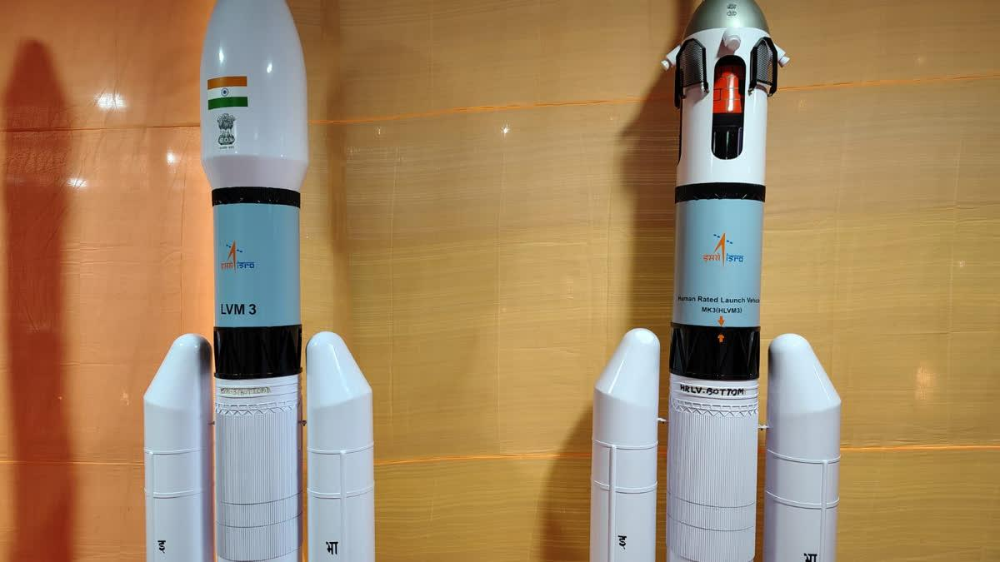 इसरो isro
LVM 3
इ
भा
इसरो isro
Human Rated Launch Vehicle
MK3(HLVM3)
HRLV-BOTTOM
इ
भा